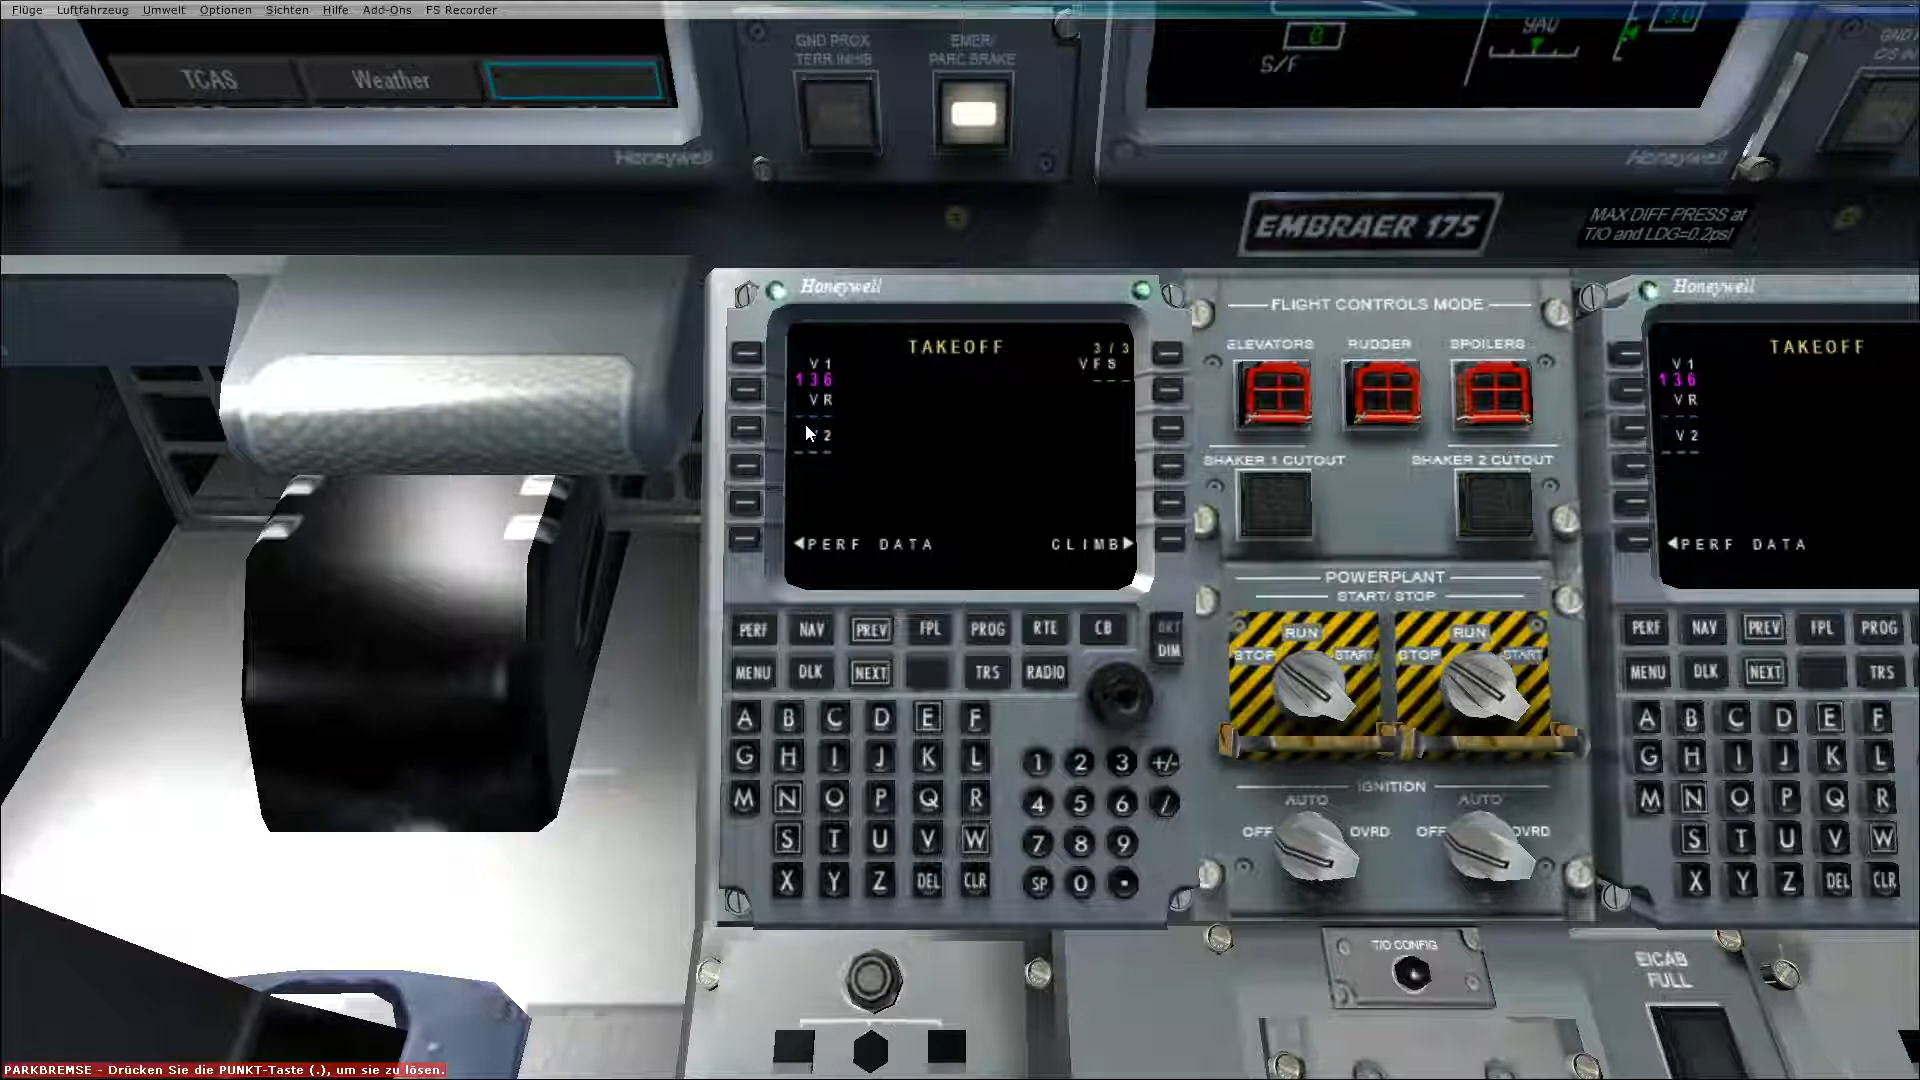 Flüge Luftfahrzeug Umwelt Optionen Sichten Hilfe Add-Ons FS Recorder
TCAS Weather
GND PROX
TERR INHIB
EMER/
PARC BRAKE
0
S/F
YAU
3.0
Honeywell
Honeywell
EMBRAER 175
MAX DIFF PRESS at
T/O and LDG=0.2psi
Honeywell
TAKEOFF
3/3
V1
VFS
136
VR
V2
PERF DATA
CLIMB
PERF NAV PREV FPL PROG RTE CB
DIM
MENU DLK NEXT TRS RADIO
A B C D E F
G H I J K L
M N O P Q R
S T U V W
X Y Z DEL CLR
1 2 3 +/-
4 5 6 /
7 8 9
SP 0 .
FLIGHT CONTROLS MODE
ELEVATORS RUDDER SPOILERS
SHAKER 1 CUTOUT SHAKER 2 CUTOUT
POWERPLANT
START/STOP
RUN RUN
STOP START STOP START
IGNITION
AUTO AUTO
OFF OVRD OFF OVRD
T/O CONFIG
EICAB
FULL
Honeywell
TAKEOFF
V1
136
VR
V2
PERF DATA
PERF NAV PREV FPL PROG
MENU DLK NEXT TRS
A B C D E F
G H I J K L
M N O P Q R
S T U V W
X Y Z DEL CLR
PARKBREMSE - Drücken Sie die PUNKT-Taste (.), um sie zu lösen.